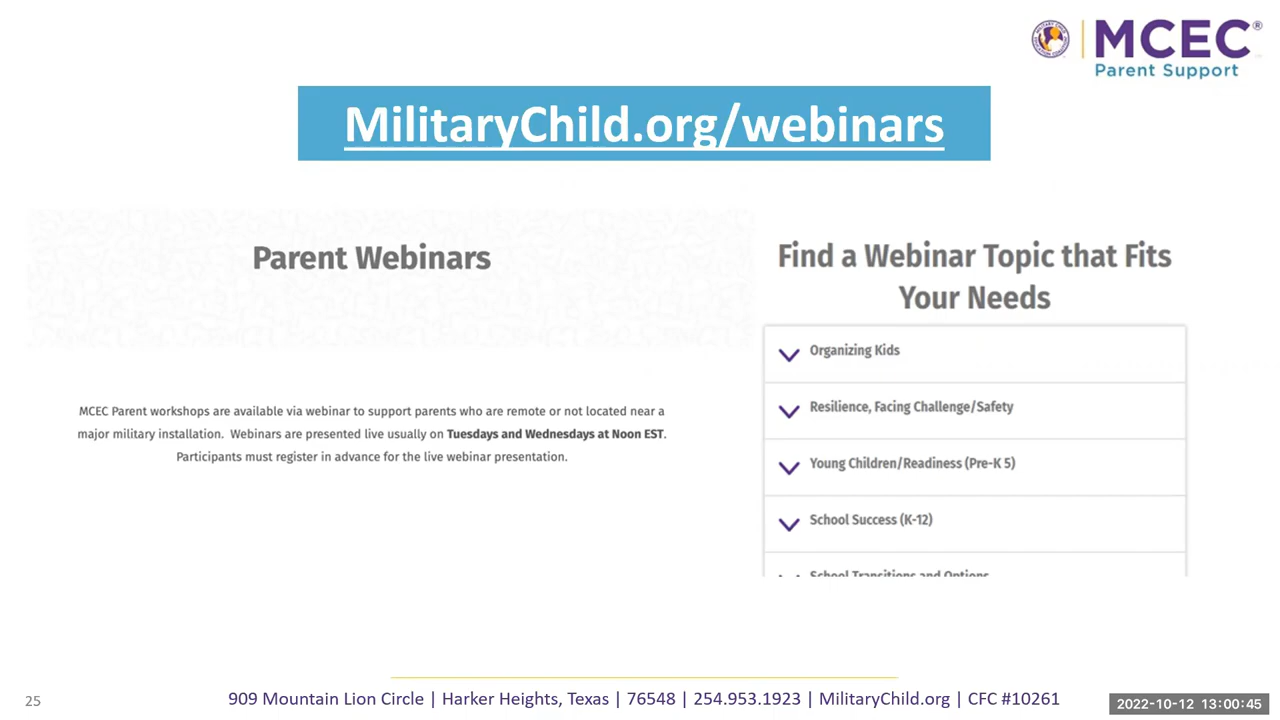 MCEC®
Parent Support
MilitaryChild.org/webinars
Parent Webinars
MCEC Parent workshops are available via webinar to support parents who are remote or not located near a
major military installation. Webinars are presented live usually on Tuesdays and Wednesdays at Noon EST.
Participants must register in advance for the live webinar presentation.
Find a Webinar Topic that Fits
Your Needs
Organizing Kids
Resilience, Facing Challenge/Safety
Young Children/Readiness (Pre-K 5)
School Success (K-12)
School Transitions and Options
25
909 Mountain Lion Circle | Harker Heights, Texas | 76548 | 254.953.1923 | MilitaryChild.org | CFC #10261
2022-10-12 13:00:45